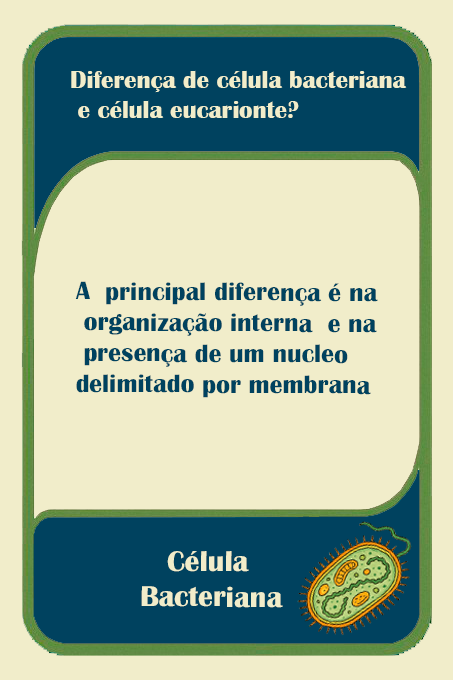 Diferença de célula bacteriana
e célula eucarionte?
A principal diferença é na
organização interna e na
presença de um nucleo
delimitado por membrana
Célula
Bacteriana